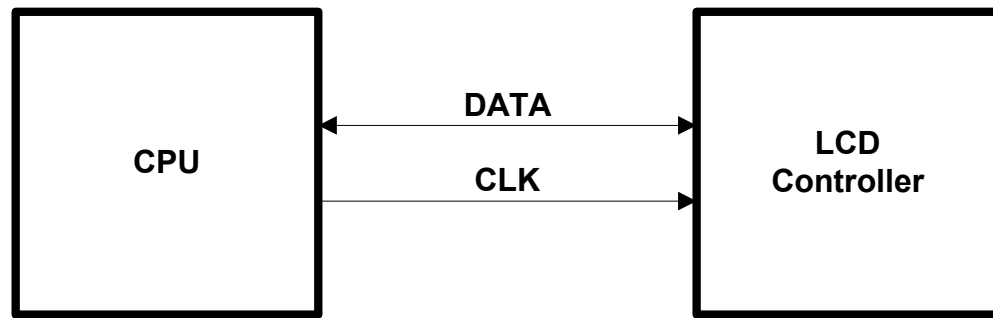 CPU
DATA
CLK
LCD
Controller